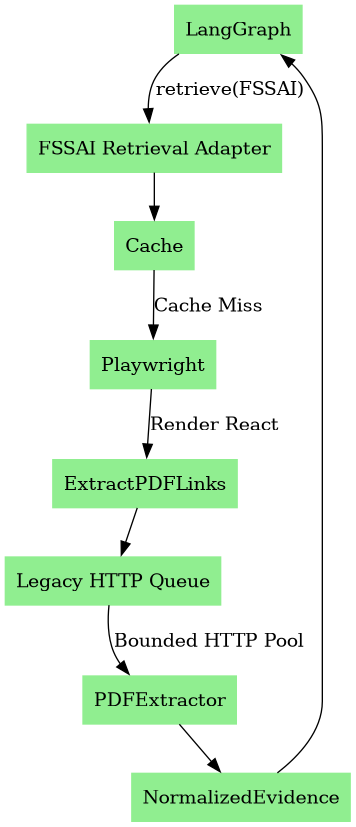 LangGraph
retrieve(FSSAI)
FSSAI Retrieval Adapter
Cache
Cache Miss
Playwright
Render React
ExtractPDFLinks
Legacy HTTP Queue
Bounded HTTP Pool
PDFExtractor
NormalizedEvidence